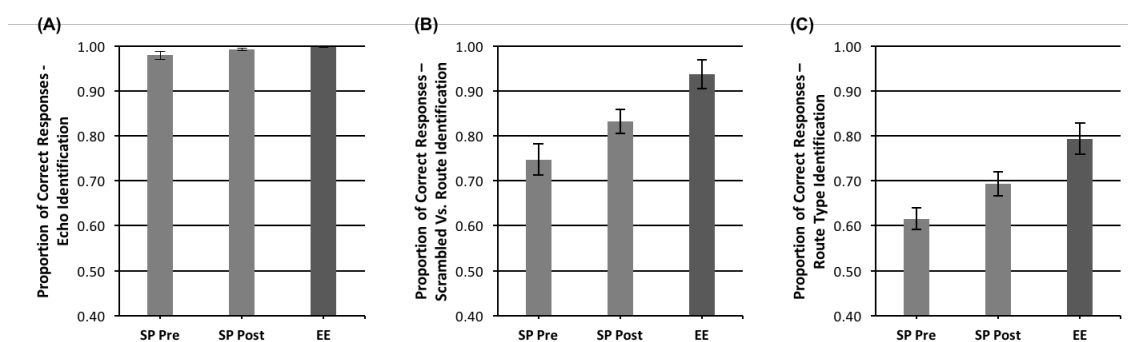 (A)
Proportion of Correct Responses -
Echo Identification
1.00
0.90
0.80
0.70
0.60
0.50
0.40
SP Pre SP Post EE
(B)
Proportion of Correct Responses –
Scrambled Vs. Route Identification
1.00
0.90
0.80
0.70
0.60
0.50
0.40
SP Pre SP Post EE
(C)
Proportion of Correct Responses –
Route Type Identification
1.00
0.90
0.80
0.70
0.60
0.50
0.40
SP Pre SP Post EE